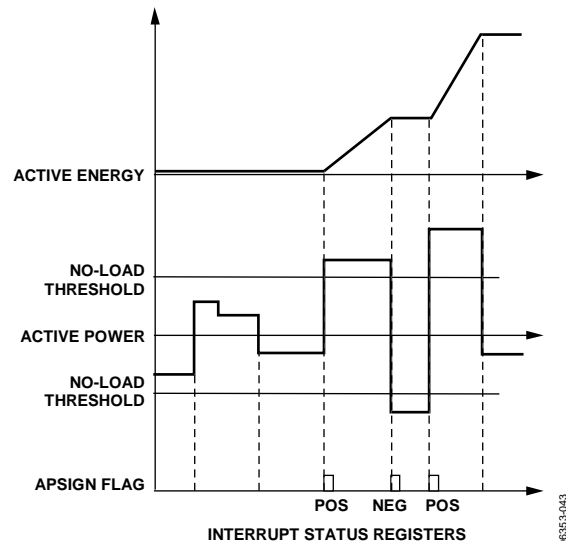 ACTIVE ENERGY
NO-LOAD
THRESHOLD
ACTIVE POWER
NO-LOAD
THRESHOLD
APSIGN FLAG
POS NEG POS
INTERRUPT STATUS REGISTERS
06353-043